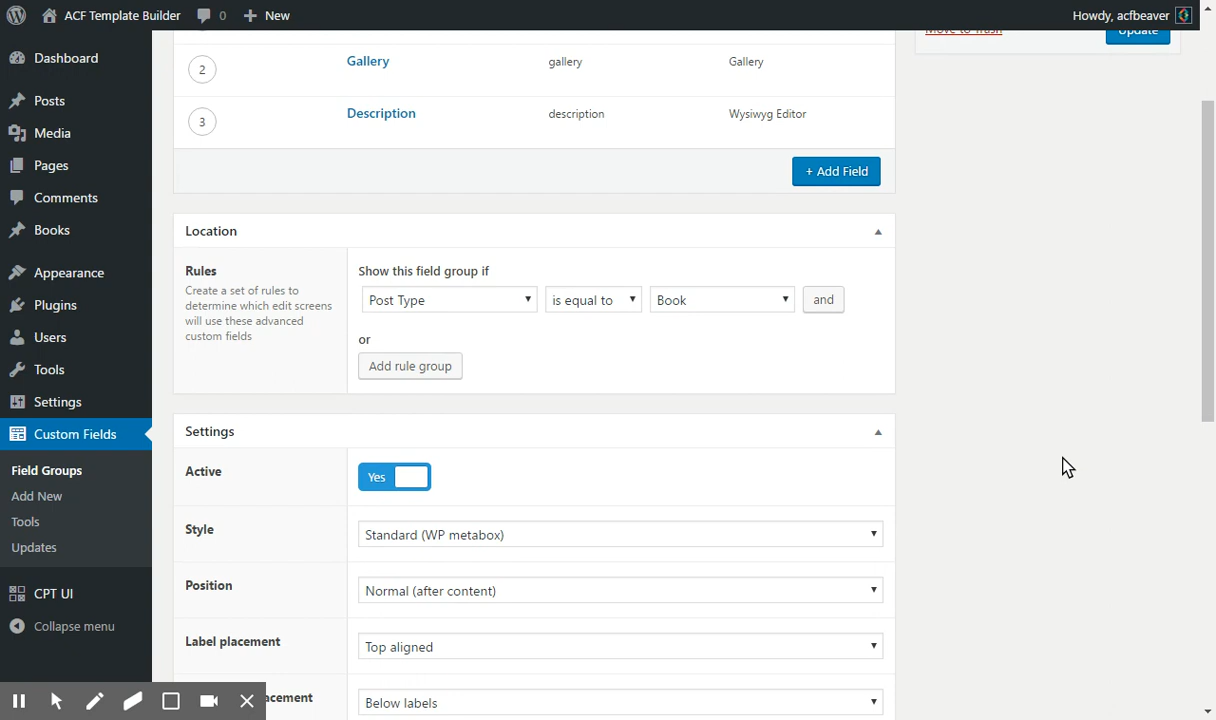 ACF Template Builder 0 New Howdy, acfbeaver
Move to Trash Update
Dashboard
Posts
Media
Pages
Comments
Books
Appearance
Plugins
Users
Tools
Settings
Custom Fields
Field Groups
Add New
Tools
Updates
CPT UI
Collapse menu
2 Gallery gallery Gallery
3 Description description Wysiwyg Editor
+ Add Field
Location
Rules
Create a set of rules to
determine which edit screens
will use these advanced
custom fields
Show this field group if
Post Type is equal to Book and
or
Add rule group
Settings
Active Yes
Style Standard (WP metabox)
Position Normal (after content)
Label placement Top aligned
acement Below labels